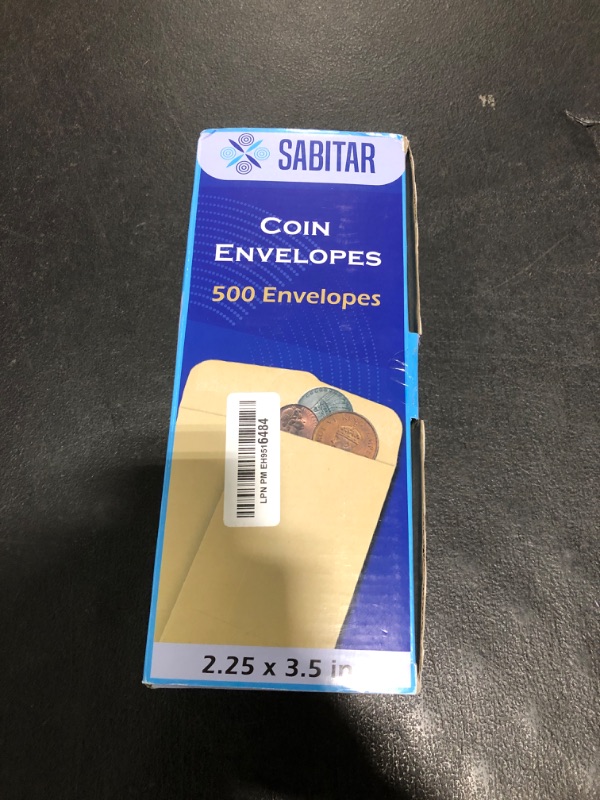 SABITAR
COIN
ENVELOPES
500 Envelopes
LPN PM EH9516484
2.25 x 3.5 in